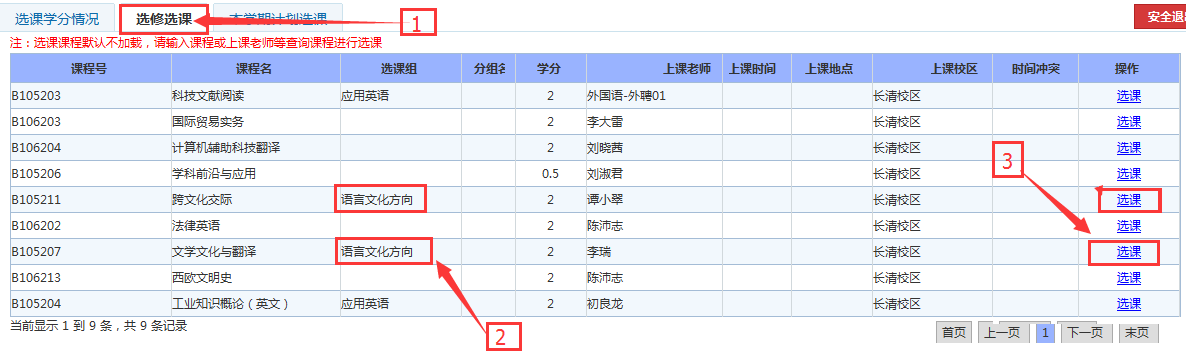 选课学分情况 选修选课 本学期计划选课 1 安全退
注：选课课程默认不加载，请输入课程或上课老师等查询课程进行选课
课程号 课程名 选课组 分组名 学分 上课老师 上课时间 上课地点 上课校区 时间冲突 操作
B105203 科技文献阅读 应用英语 2 外国语-外聘01 长清校区 选课
B106203 国际贸易实务 2 李大雷 长清校区 选课
B106204 计算机辅助科技翻译 2 刘晓茜 长清校区 选课
3
B105206 学科前沿与应用 0.5 刘淑君 长清校区 选课
B105211 跨文化交际 语言文化方向 2 谭小翠 长清校区 选课
B106202 法律英语 2 陈沛志 长清校区 选课
B105207 文学文化与翻译 语言文化方向 2 李瑞 长清校区 选课
B106213 西欧文明史 2 陈沛志 长清校区 选课
B105204 工业知识概论（英文） 应用英语 2 初良龙 长清校区 选课
当前显示 1 到 9 条，共 9 条记录 首页 上一页 1 下一页 末页
2